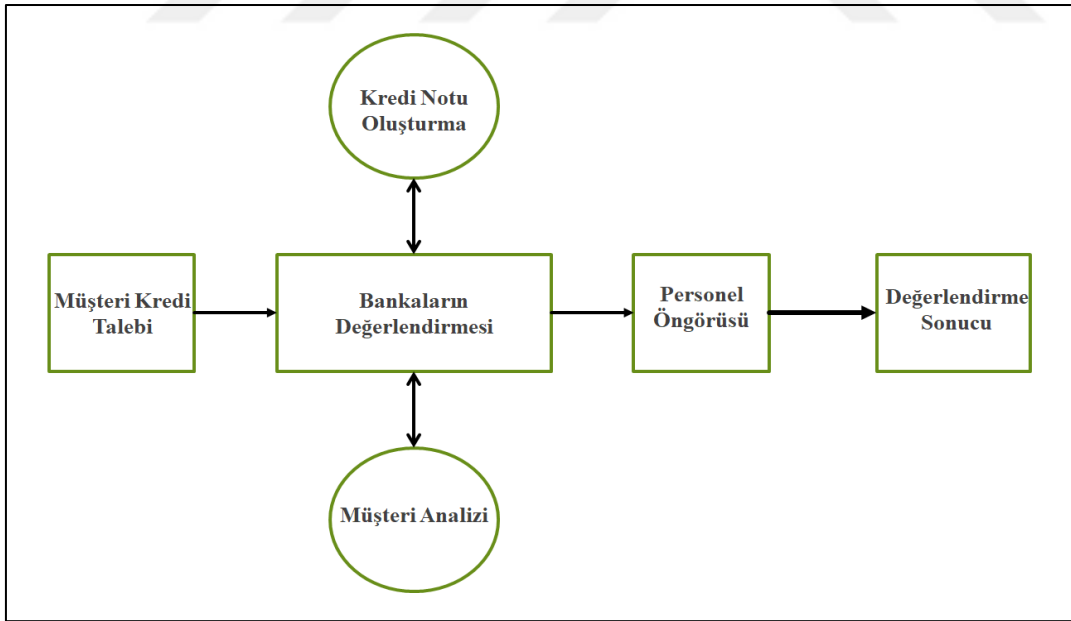 Kredi Notu
Oluşturma
Müşteri Kredi
Talebi
Bankaların
Değerlendirmesi
Personel
Öngörüsü
Değerlendirme
Sonucu
Müşteri Analizi